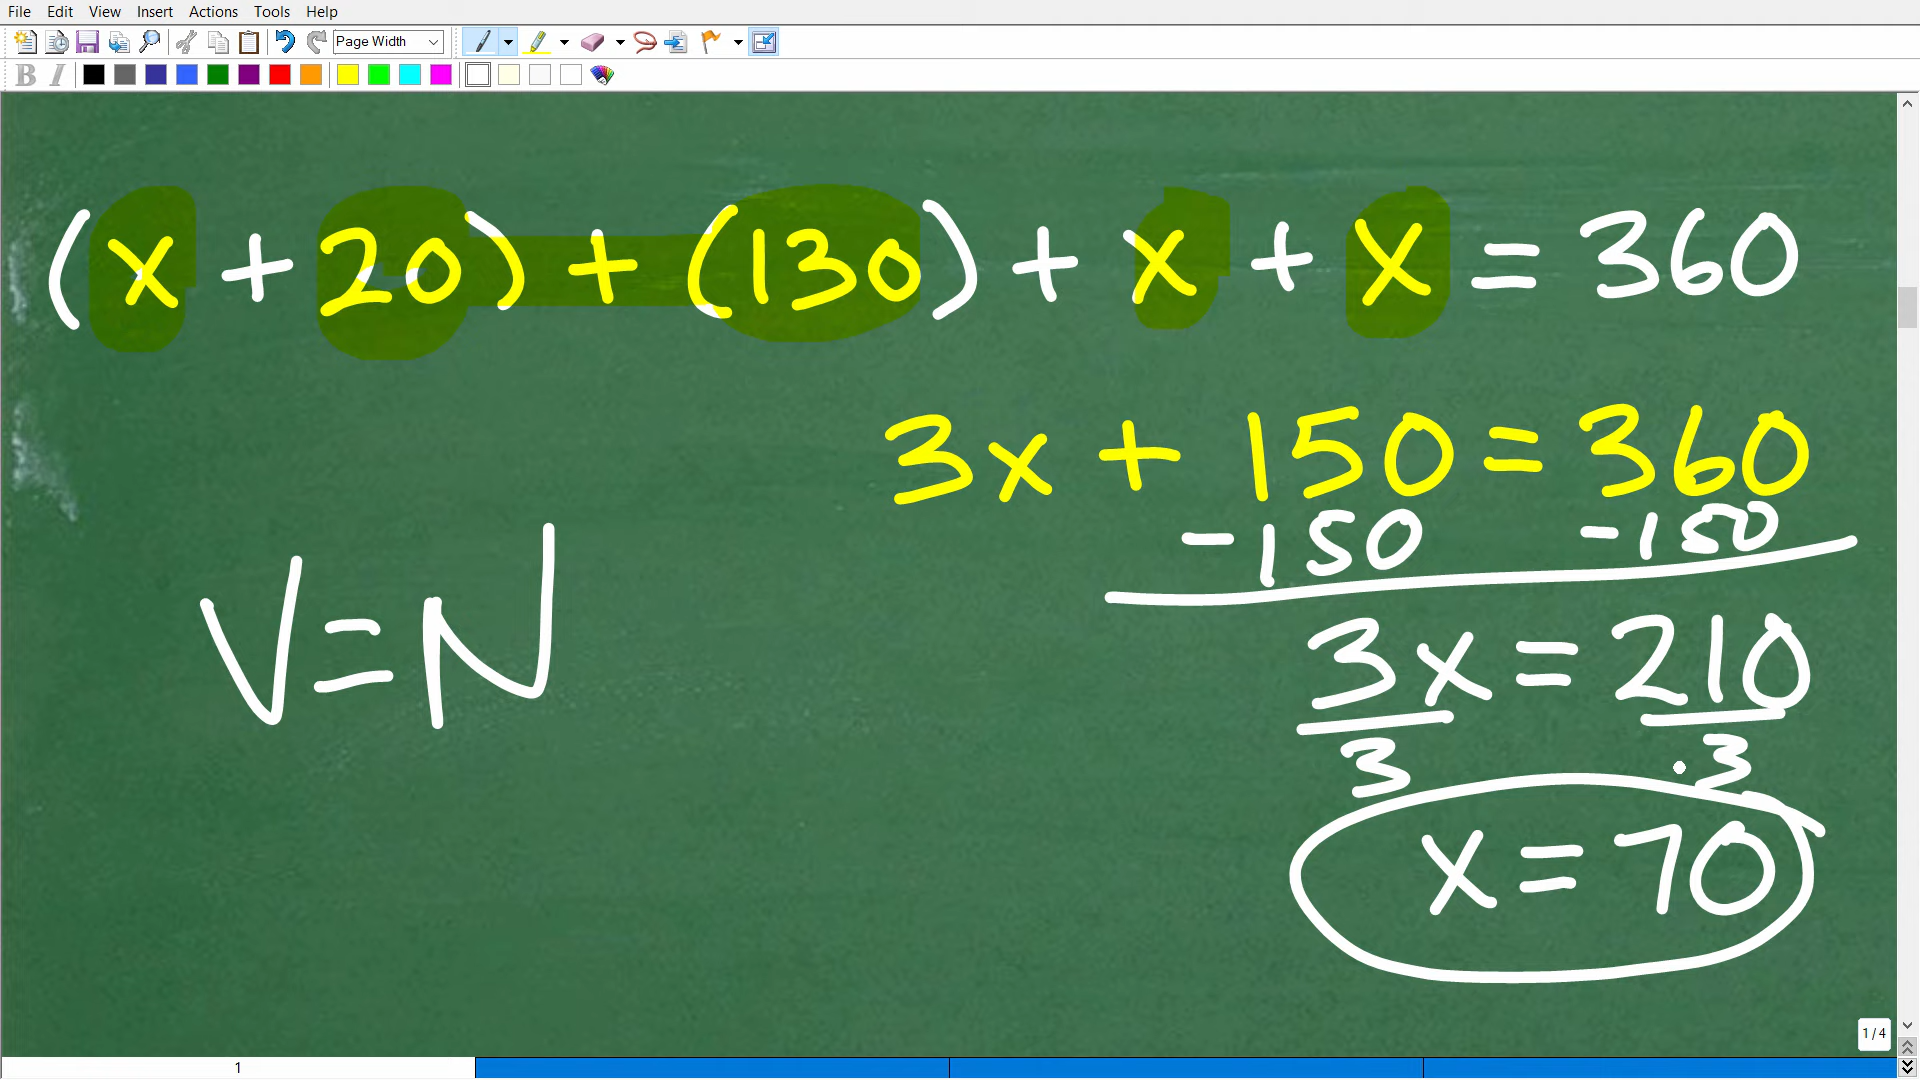 File Edit View Insert Actions Tools Help
Page Width
B I
(x + 20) + (130) + x + x = 360
3x + 150 = 360
-150 -150
V=N
3x = 210
3 3
x = 70
1 / 4
1